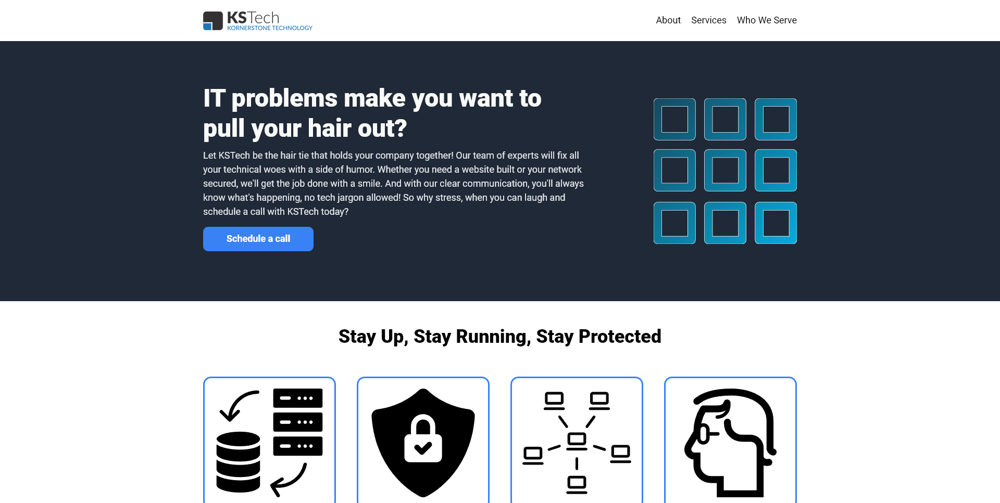 KSTech
KORNERSTONE TECHNOLOGY
About
Services
Who We Serve
IT problems make you want to
pull your hair out?
Let KSTech be the hair tie that holds your company together! Our team of experts will fix all
your technical woes with a side of humor. Whether you need a website built or your network
secured, we'll get the job done with a smile. And with our clear communication, you'll always
know what's happening, no tech jargon allowed! So why stress, when you can laugh and
schedule a call with KSTech today?
Schedule a call
Stay Up, Stay Running, Stay Protected